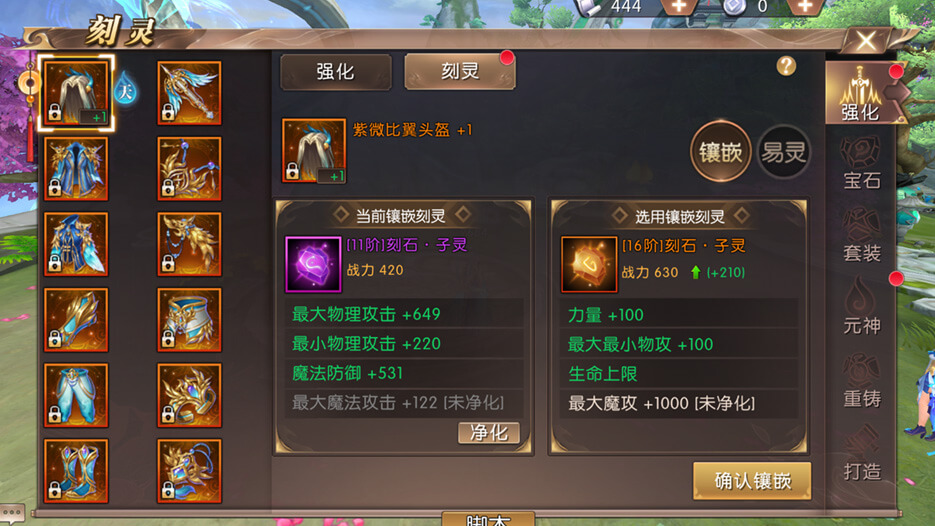 刻灵
444
0
强化
刻灵
?
强化
天
+1
紫微比翼头盔 +1
+1
镶嵌
易灵
宝石
当前镶嵌刻灵
选用镶嵌刻灵
[11阶]刻石·子灵
战力 420
[16阶]刻石·子灵
战力 630 (+210)
套装
最大物理攻击 +649
最小物理攻击 +220
魔法防御 +531
最大魔法攻击 +122 [未净化]
净化
力量 +100
最大最小物攻 +100
生命上限
最大魔攻 +1000 [未净化]
元神
重铸
打造
确认镶嵌
脚本